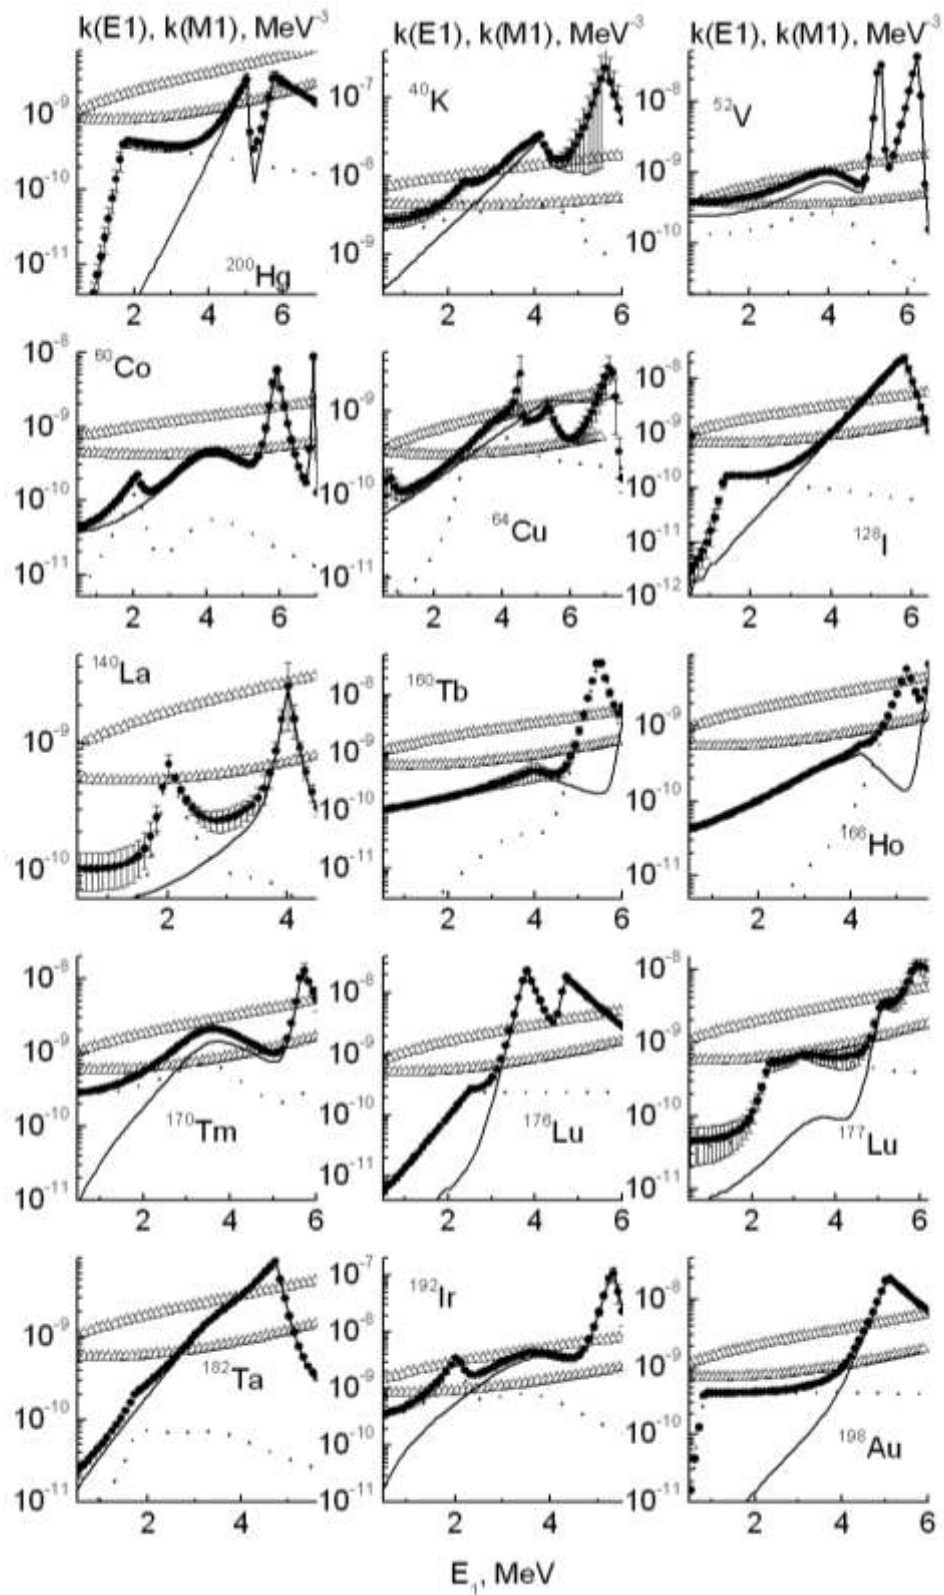 k(E1), k(M1), MeV⁻³
k(E1), k(M1), MeV⁻³
10⁻⁹
10⁻¹⁰
10⁻¹¹
²⁰⁰Hg
2 4 6
10⁻⁷
10⁻⁸
10⁻⁹
⁴⁰K
2 4 6
10⁻⁸
10⁻⁹
10⁻¹⁰
⁵²V
2 4 6
10⁻⁸
10⁻⁹
10⁻¹⁰
10⁻¹¹
⁶⁰Co
2 4 6
10⁻⁹
10⁻¹⁰
10⁻¹¹
⁶⁴Cu
2 4 6
10⁻⁸
10⁻⁹
10⁻¹⁰
10⁻¹¹
10⁻¹²
¹²⁸I
2 4 6
10⁻⁹
10⁻¹⁰
¹⁴⁰La
2 4
10⁻⁸
10⁻⁹
10⁻¹⁰
10⁻¹¹
¹⁶⁰Tb
2 4 6
10⁻⁹
10⁻¹⁰
10⁻¹¹
¹⁶⁶Ho
2 4
10⁻⁸
10⁻⁹
10⁻¹⁰
10⁻¹¹
¹⁷⁰Tm
2 4 6
10⁻⁸
10⁻⁹
10⁻¹⁰
10⁻¹¹
¹⁷⁶Lu
2 4 6
10⁻⁸
10⁻⁹
10⁻¹⁰
10⁻¹¹
¹⁷⁷Lu
2 4 6
10⁻⁹
10⁻¹⁰
10⁻¹¹
¹⁸²Ta
2 4 6
10⁻⁷
10⁻⁸
10⁻⁹
10⁻¹⁰
10⁻¹¹
¹⁹²Ir
2 4
10⁻⁸
10⁻⁹
10⁻¹⁰
10⁻¹¹
¹⁹⁸Au
2 4 6
E₁, MeV